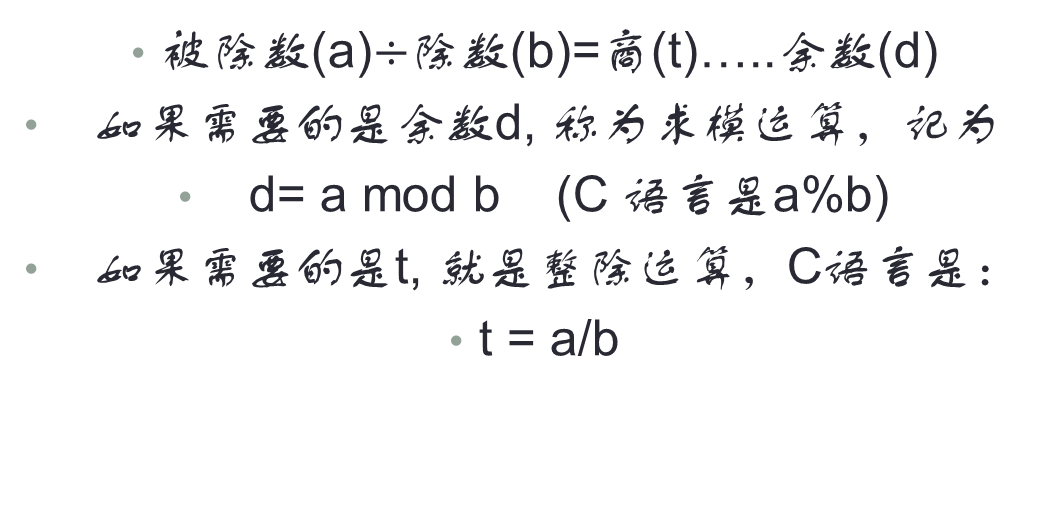 • 被除数(a)÷除数(b)=商(t)…..余数(d)
• 如果需要的是余数d, 称为求模运算，记为
• d= a mod b (C 语言是a%b)
• 如果需要的是t, 就是整除运算，C语言是：
• t = a/b